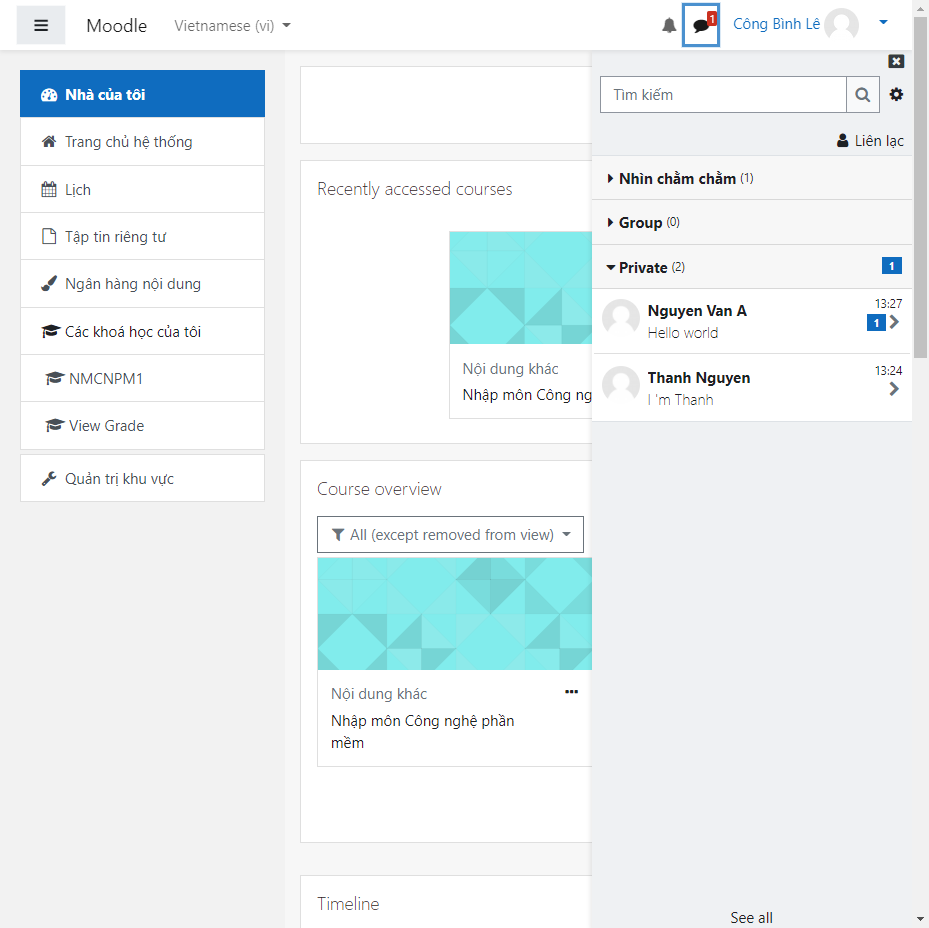 Moodle
Vietnamese (vi)
1
Công Bình Lê
Nhà của tôi
Trang chủ hệ thống
Lịch
Tập tin riêng tư
Ngân hàng nội dung
Các khoá học của tôi
NMCNPM1
View Grade
Quản trị khu vực
Recently accessed courses
Nội dung khác
Nhập môn Công ng
Course overview
All (except removed from view)
Nội dung khác
Nhập môn Công nghệ phần
mềm
Timeline
Tìm kiếm
Liên lạc
Nhìn chằm chằm (1)
Group (0)
Private (2)
1
Nguyen Van A
13:27
Hello world
1
Thanh Nguyen
13:24
I 'm Thanh
See all